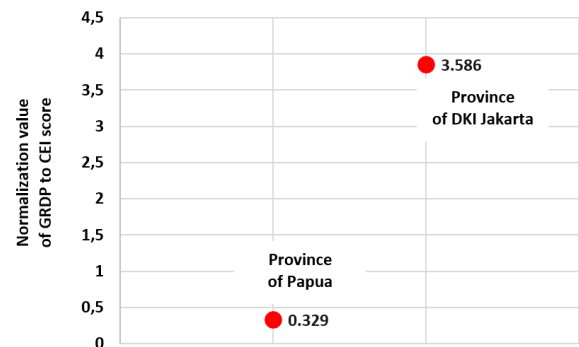 Normalization value
of GRDP to CEI score
4,5
4
3,5
3
2,5
2
1,5
1
0,5
0
3.586
Province
of DKI Jakarta
Province
of Papua
0.329